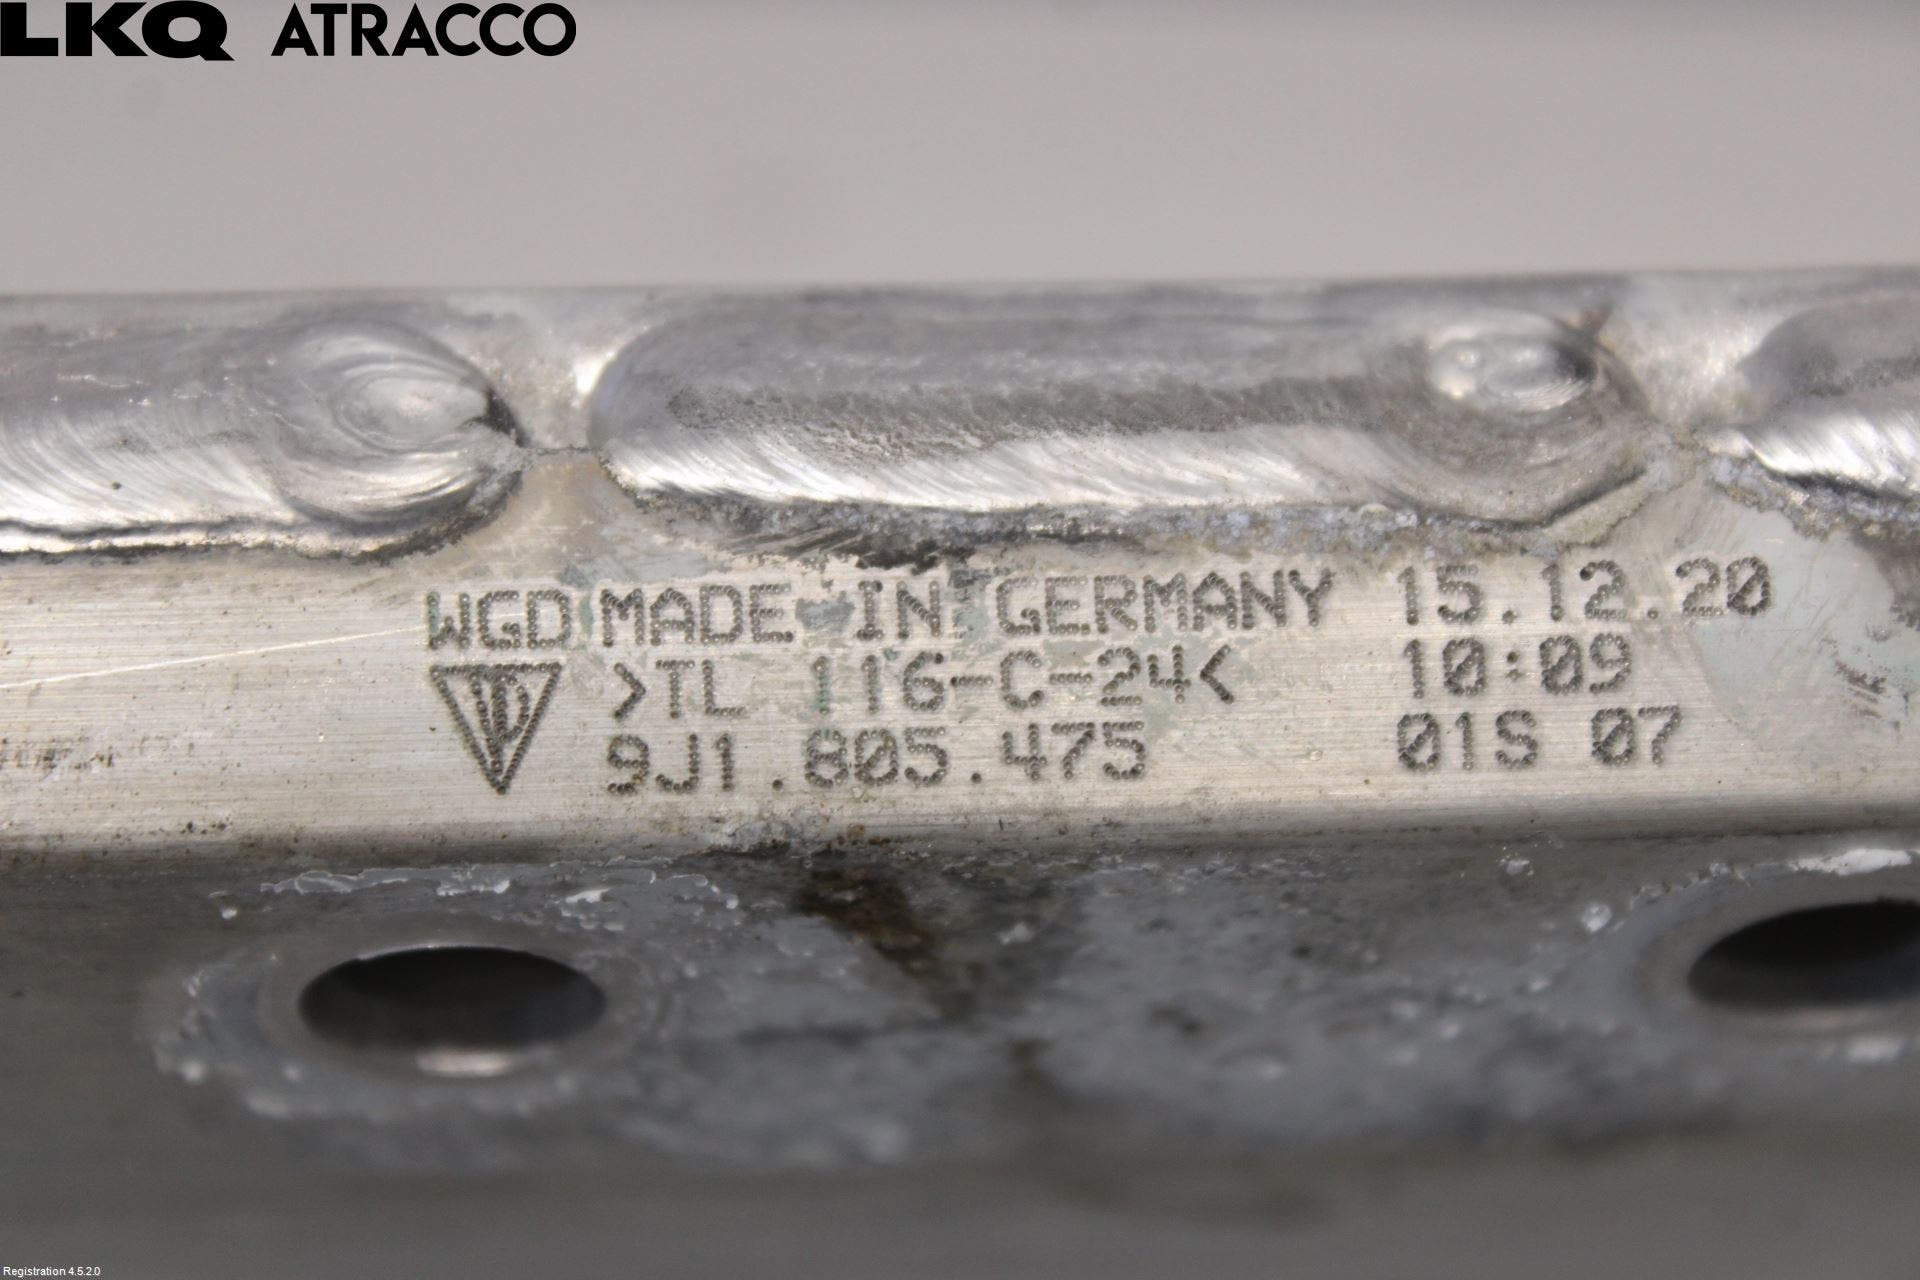 LKQ ATRACCO
WGD MADE IN GERMANY 15.12.20
>TL 116-C-24< 10:09
9J1.805.475 01S 07
Registration 4.5.2.0